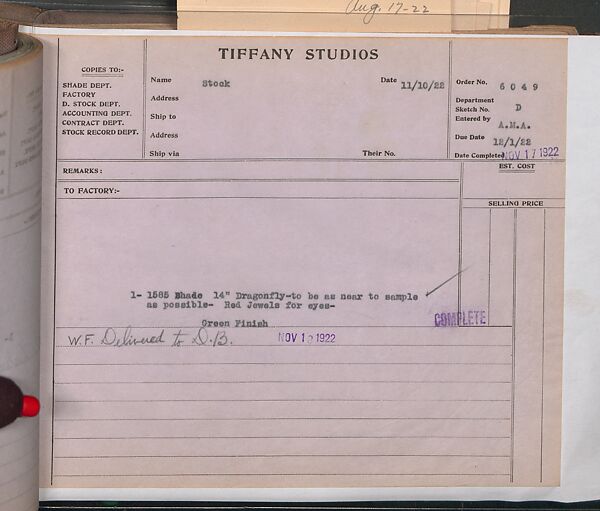 Aug. 17-22
TIFFANY STUDIOS
COPIES TO:-
SHADE DEPT.
FACTORY
D. STOCK DEPT.
ACCOUNTING DEPT.
CONTRACT DEPT.
STOCK RECORD DEPT.
Name Stock Date 11/10/22
Address
Ship to
Address
Ship via Their No.
Order No. 6049
Department
Sketch No. D
Entered by A.M.A.
Due Date 12/1/22
Date Completed NOV 17 1922
REMARKS:
EST. COST
TO FACTORY:-
SELLING PRICE
1- 1585 Shade 14" Dragonfly-to be as near to sample
as possible- Red Jewels for eyes-
Green Finish
COMPLETE
W.F. Delivered to D.B. NOV 1 1922